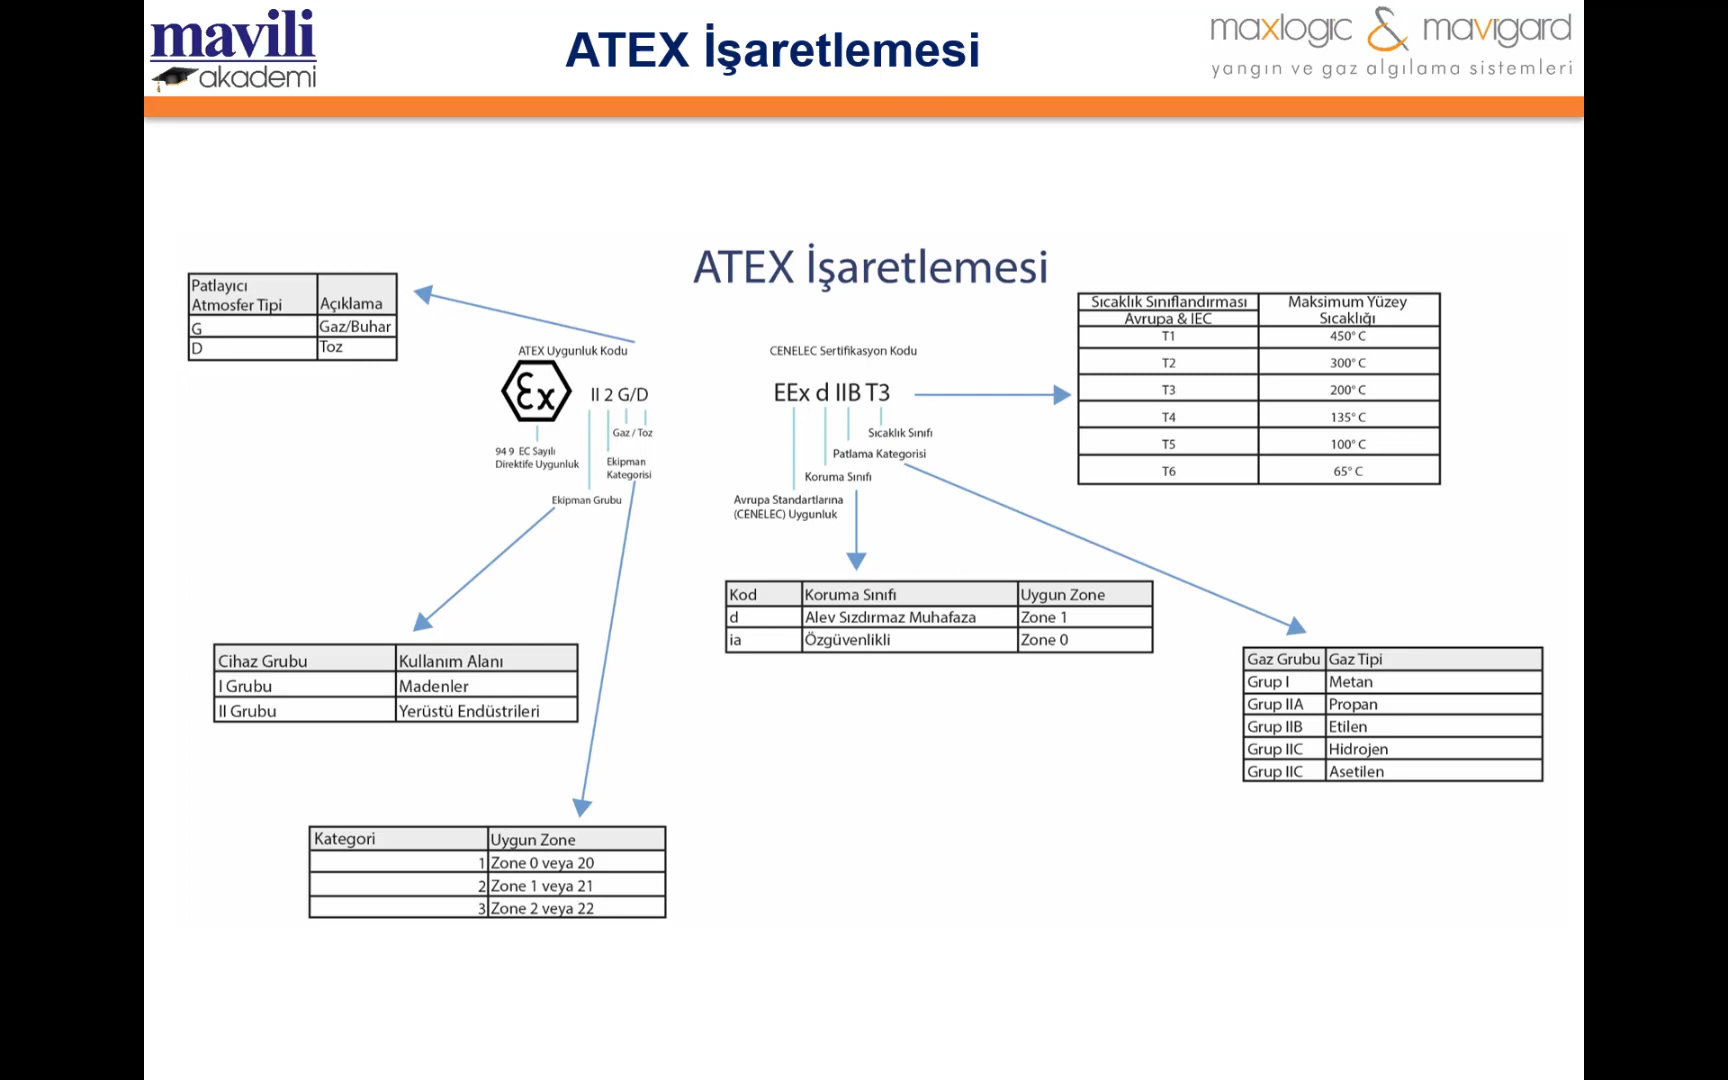 mavili
akademi
ATEX İşaretlemesi
maxlogic & mavigard
yangın ve gaz algılama sistemleri
ATEX İşaretlemesi
Patlayıcı
Atmosfer Tipi Açıklama
G Gaz/Buhar
D Toz
ATEX Uygunluk Kodu
Ex II 2 G/D
Gaz / Toz
94 9 EC Sayılı
Direktife Uygunluk
Ekipman
Kategorisi
Ekipman Grubu
CENELEC Sertifikasyon Kodu
EEx d IIB T3
Sıcaklık Sınıfı
Patlama Kategorisi
Koruma Sınıfı
Avrupa Standartlarına
(CENELEC) Uygunluk
Sıcaklık Sınıflandırması Maksimum Yüzey
Avrupa & IEC Sıcaklığı
T1 450° C
T2 300° C
T3 200° C
T4 135° C
T5 100° C
T6 65° C
Kod Koruma Sınıfı Uygun Zone
d Alev Sızdırmaz Muhafaza Zone 1
ia Özgüvenlikli Zone 0
Cihaz Grubu Kullanım Alanı
I Grubu Madenler
II Grubu Yerüstü Endüstrileri
Gaz Grubu Gaz Tipi
Grup I Metan
Grup IIA Propan
Grup IIB Etilen
Grup IIC Hidrojen
Grup IIC Asetilen
Kategori Uygun Zone
1 Zone 0 veya 20
2 Zone 1 veya 21
3 Zone 2 veya 22